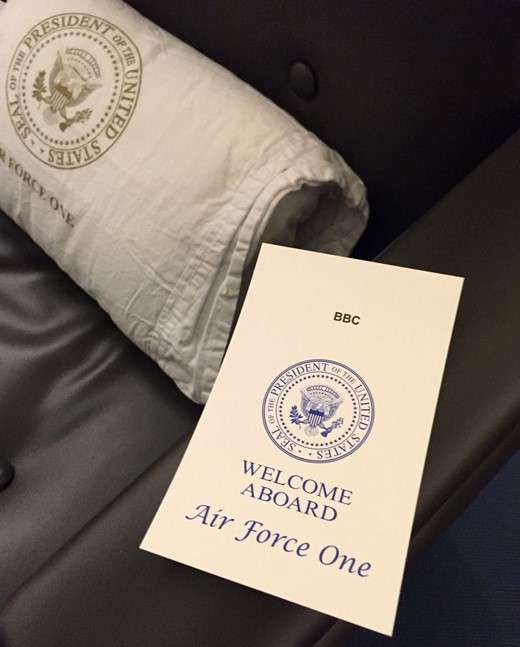 SEAL OF THE PRESIDENT OF THE UNITED STATES
FORCE ONE
BBC
SEAL OF THE PRESIDENT OF THE UNITED STATES
WELCOME
ABOARD
Air Force One